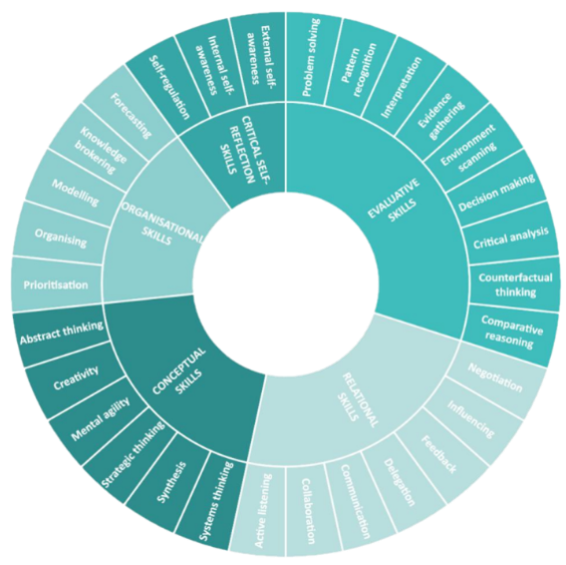 EVALUATIVE
SKILLS
Problem solving
Pattern
recognition
Interpretation
Evidence
gathering
Environment
scanning
Decision making
Critical analysis
Counterfactual
thinking
Comparative
reasoning
RELATIONAL
SKILLS
Negotiation
Influencing
Feedback
Delegation
Communication
Collaboration
Active listening
CONCEPTUAL
SKILLS
Systems thinking
Synthesis
Strategic thinking
Mental agility
Creativity
Abstract thinking
ORGANISATIONAL
SKILLS
Prioritisation
Organising
Modelling
Knowledge
brokering
Forecasting
CRITICAL SELF-
REFLECTION
SKILLS
Self-regulation
Internal self-
awareness
External self-
awareness